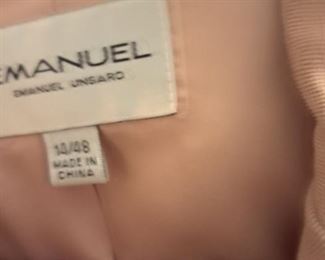 EMANUEL
EMANUEL UNGARO
14/48
MADE IN
CHINA